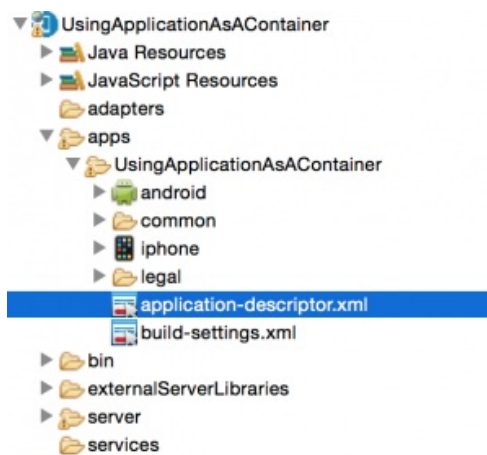 UsingApplicationAsAContainer
Java Resources
JavaScript Resources
adapters
apps
UsingApplicationAsAContainer
android
common
iphone
legal
application-descriptor.xml
build-settings.xml
bin
externalServerLibraries
server
services